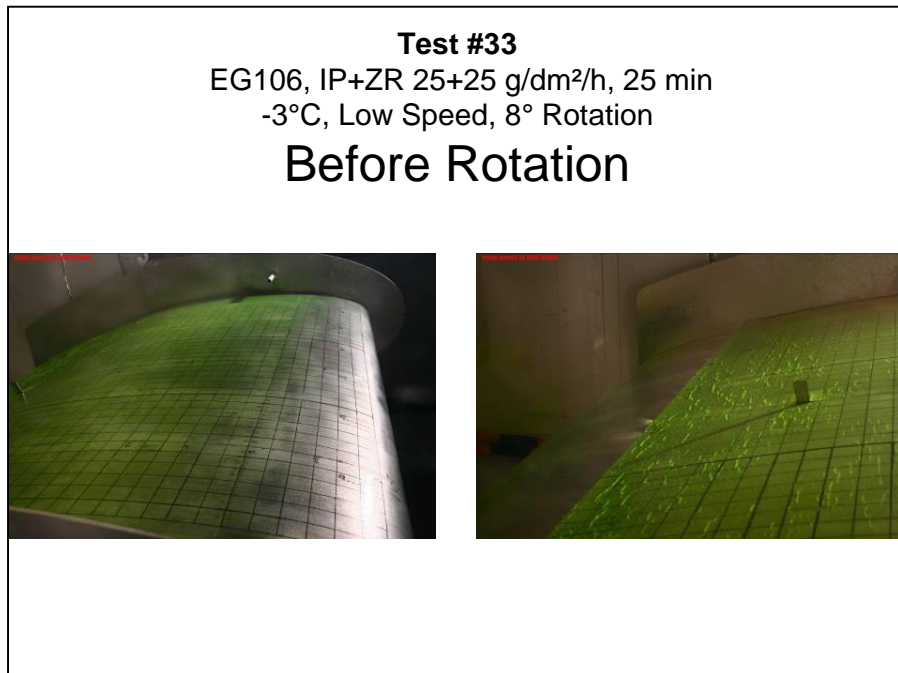 Test #33
EG106, IP+ZR 25+25 g/dm²/h, 25 min
-3°C, Low Speed, 8° Rotation
Before Rotation